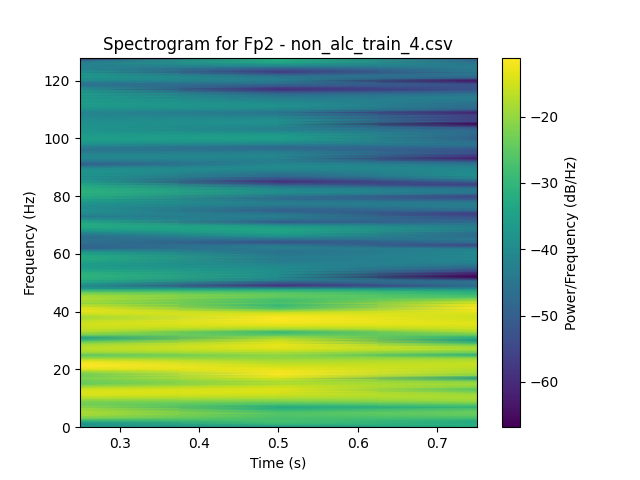 Spectrogram for Fp2 - non_alc_train_4.csv
120
100
80
60
40
20
0
Frequency (Hz)
0.3 0.4 0.5 0.6 0.7
Time (s)
−20
−30
−40
−50
−60
Power/Frequency (dB/Hz)